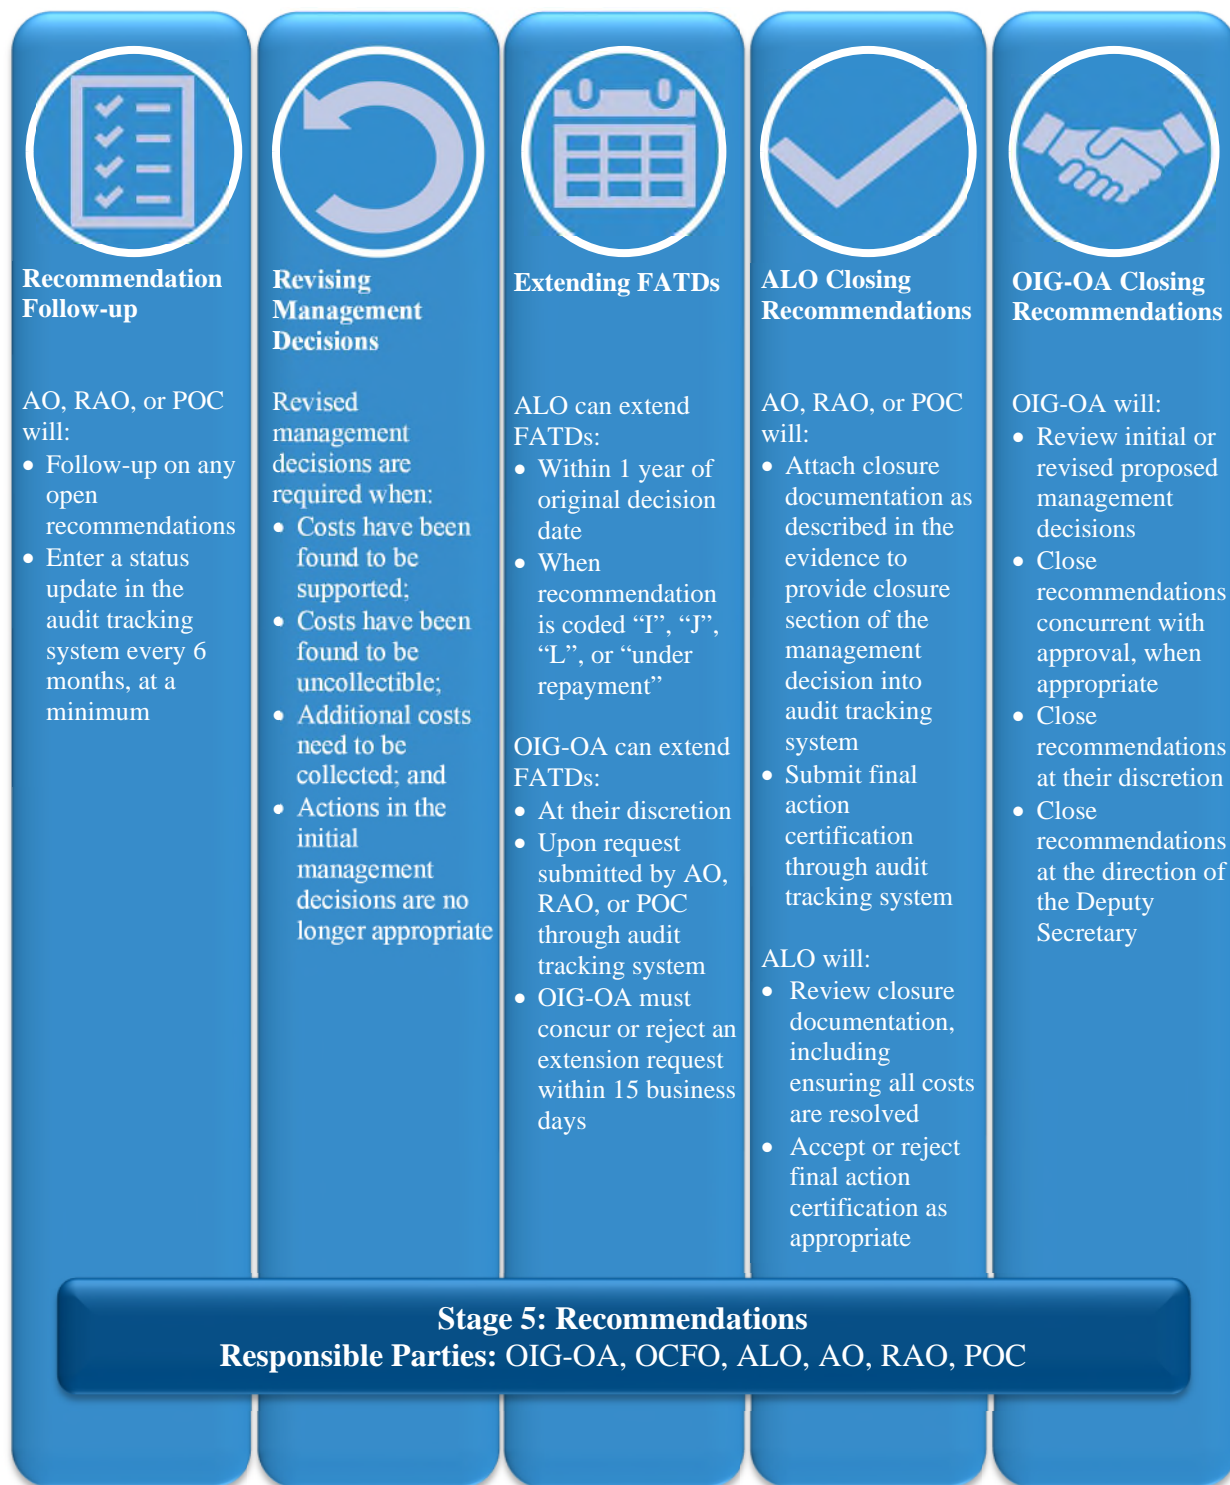 Recommendation
Follow-up
AO, RAO, or POC
will:
• Follow-up on any
open
recommendations
• Enter a status
update in the
audit tracking
system every 6
months, at a
minimum
Revising
Management
Decisions
Revised
management
decisions are
required when:
• Costs have been
found to be
supported;
• Costs have been
found to be
uncollectible;
• Additional costs
need to be
collected; and
• Actions in the
initial
management
decisions are no
longer appropriate
Extending FATDs
ALO can extend
FATDs:
• Within 1 year of
original decision
date
• When
recommendation
is coded “I”, “J”,
“L”, or “under
repayment”
OIG-OA can extend
FATDs:
• At their discretion
• Upon request
submitted by AO,
RAO, or POC
through audit
tracking system
• OIG-OA must
concur or reject an
extension request
within 15 business
days
ALO Closing
Recommendations
AO, RAO, or POC
will:
• Attach closure
documentation as
described in the
evidence to
provide closure
section of the
management
decision into
audit tracking
system
• Submit final
action
certification
through audit
tracking system
ALO will:
• Review closure
documentation,
including
ensuring all costs
are resolved
• Accept or reject
final action
certification as
appropriate
OIG-OA Closing
Recommendations
OIG-OA will:
• Review initial or
revised proposed
management
decisions
• Close
recommendations
concurrent with
approval, when
appropriate
• Close
recommendations
at their discretion
• Close
recommendations
at the direction of
the Deputy
Secretary
Stage 5: Recommendations
Responsible Parties: OIG-OA, OCFO, ALO, AO, RAO, POC